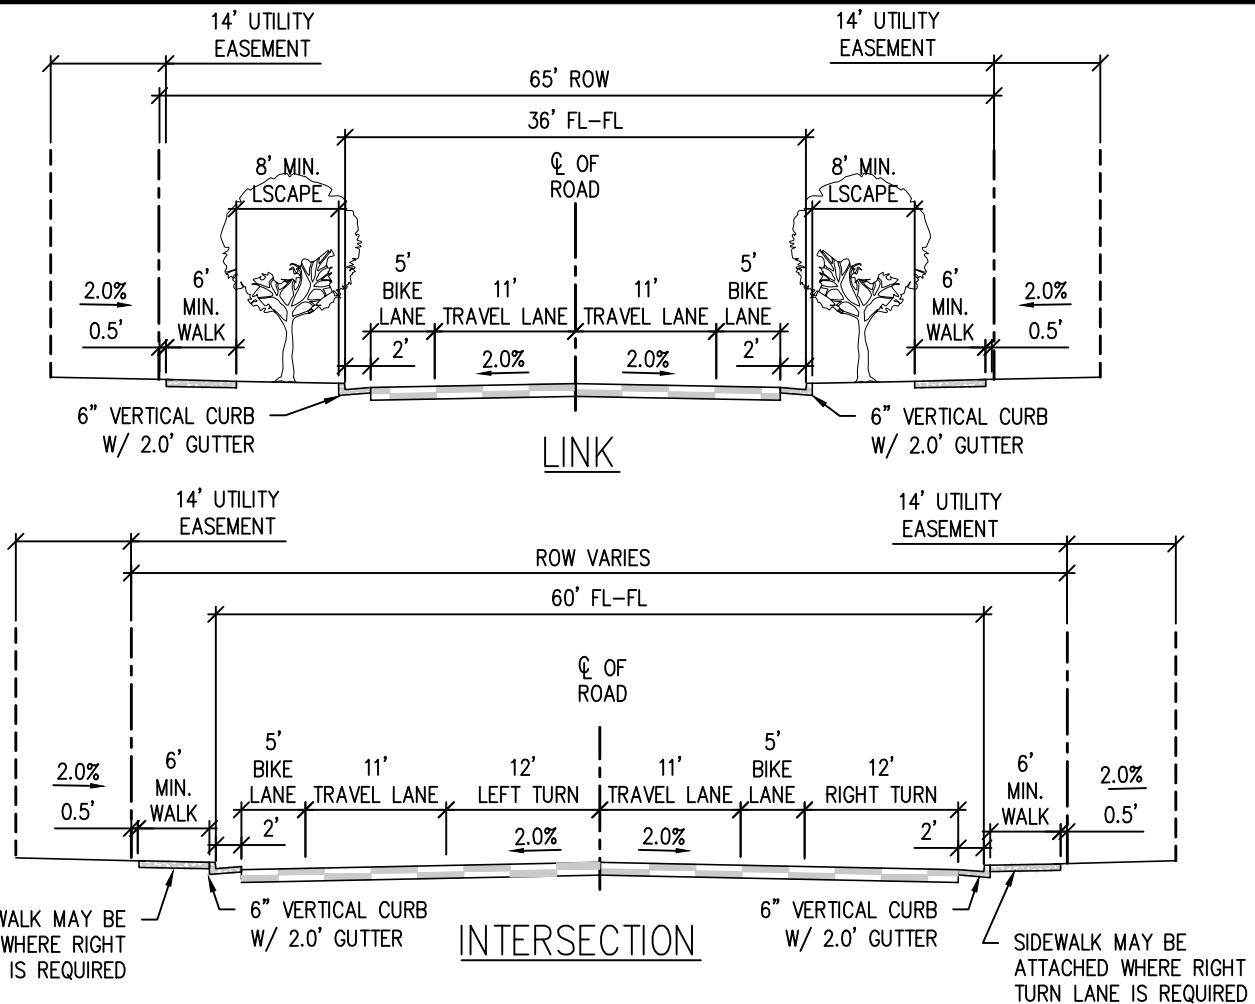 14' UTILITY
EASEMENT
14' UTILITY
EASEMENT
65' ROW
36' FL-FL
8' MIN.
LSCAPE
℄ OF
ROAD
8' MIN.
LSCAPE
2.0%
0.5'
6'
MIN.
WALK
5'
BIKE
LANE
11'
TRAVEL LANE
11'
TRAVEL LANE
5'
BIKE
LANE
6'
MIN.
WALK
2.0%
0.5'
2'
2.0%
2.0%
2'
6" VERTICAL CURB
W/ 2.0' GUTTER
6" VERTICAL CURB
W/ 2.0' GUTTER
LINK
14' UTILITY
EASEMENT
14' UTILITY
EASEMENT
ROW VARIES
60' FL-FL
℄ OF
ROAD
2.0%
0.5'
6'
MIN.
WALK
5'
BIKE
LANE
11'
TRAVEL LANE
12'
LEFT TURN
11'
TRAVEL LANE
5'
BIKE
LANE
12'
RIGHT TURN
6'
MIN.
WALK
2.0%
0.5'
2'
2.0%
2.0%
2'
WALK MAY BE
WHERE RIGHT
IS REQUIRED
6" VERTICAL CURB
W/ 2.0' GUTTER
6" VERTICAL CURB
W/ 2.0' GUTTER
INTERSECTION
SIDEWALK MAY BE
ATTACHED WHERE RIGHT
TURN LANE IS REQUIRED